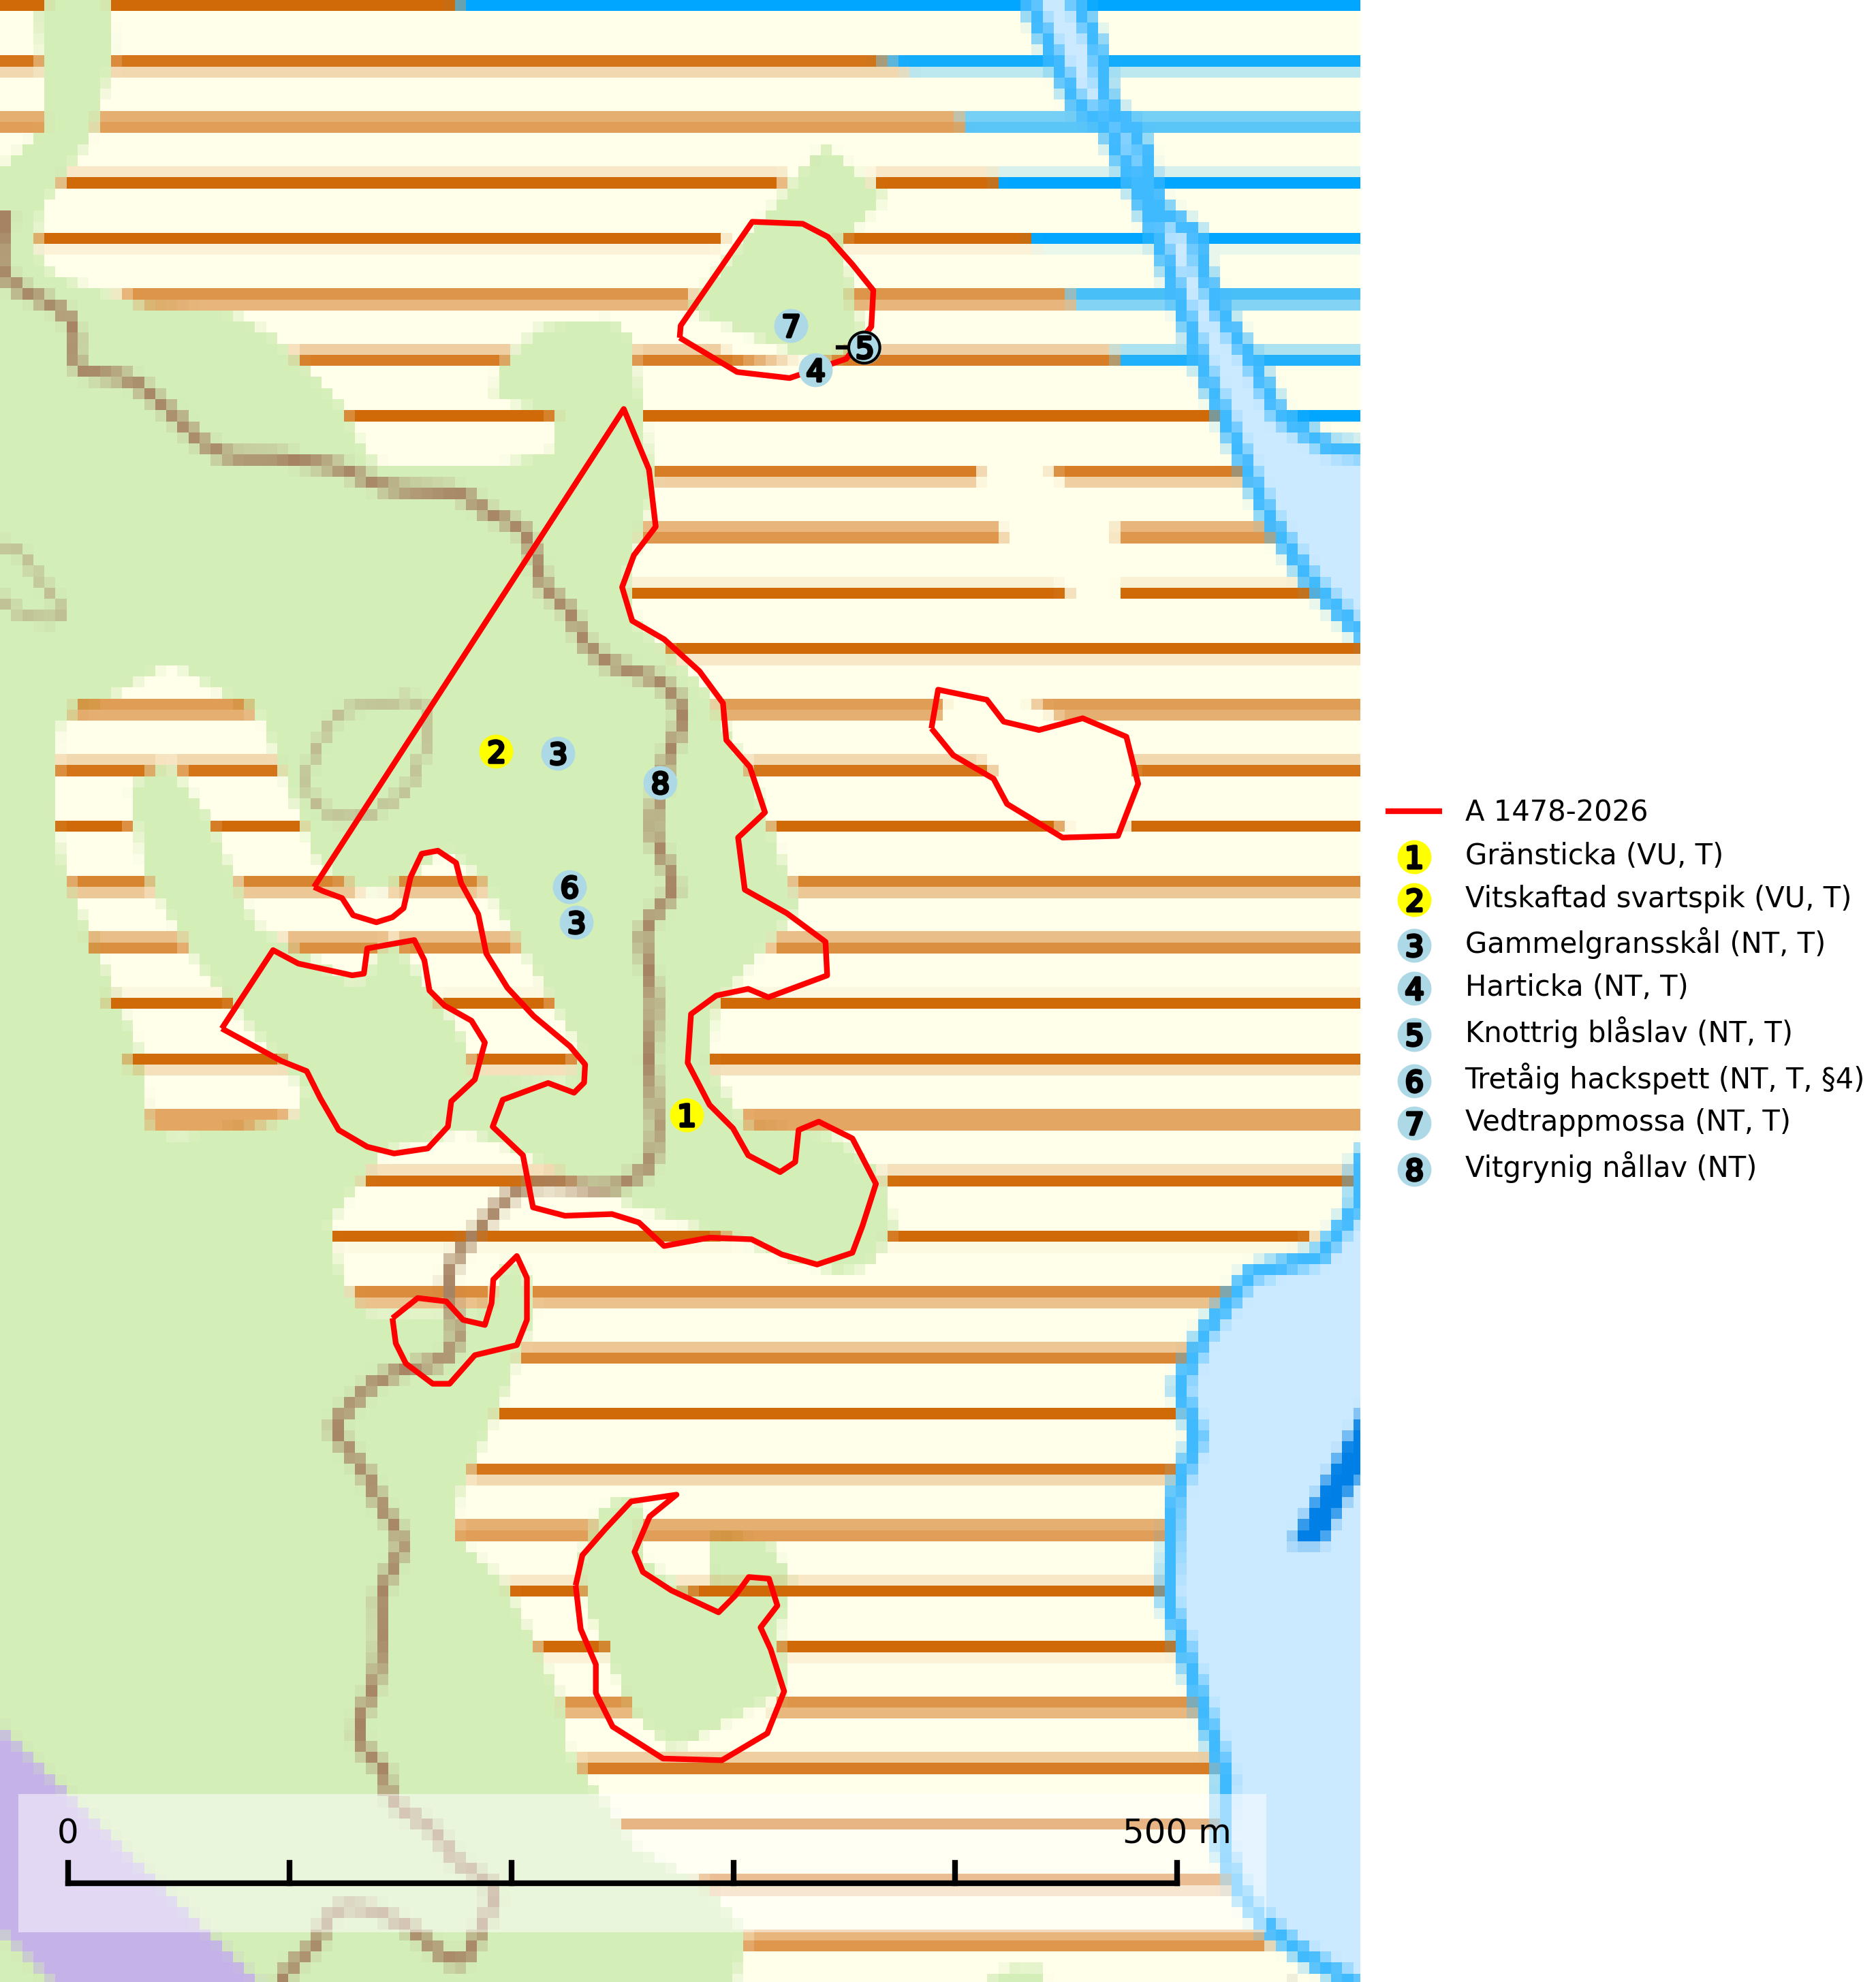 7
5
4
2
3
8
6
3
1
A 1478-2026
1 Gränsticka (VU, T)
2 Vitskaftad svartspik (VU, T)
3 Gammelgransskål (NT, T)
4 Harticka (NT, T)
5 Knottrig blåslav (NT, T)
6 Tretåig hackspett (NT, T, §4)
7 Vedtrappmossa (NT, T)
8 Vitgrynig nållav (NT)
0 500 m